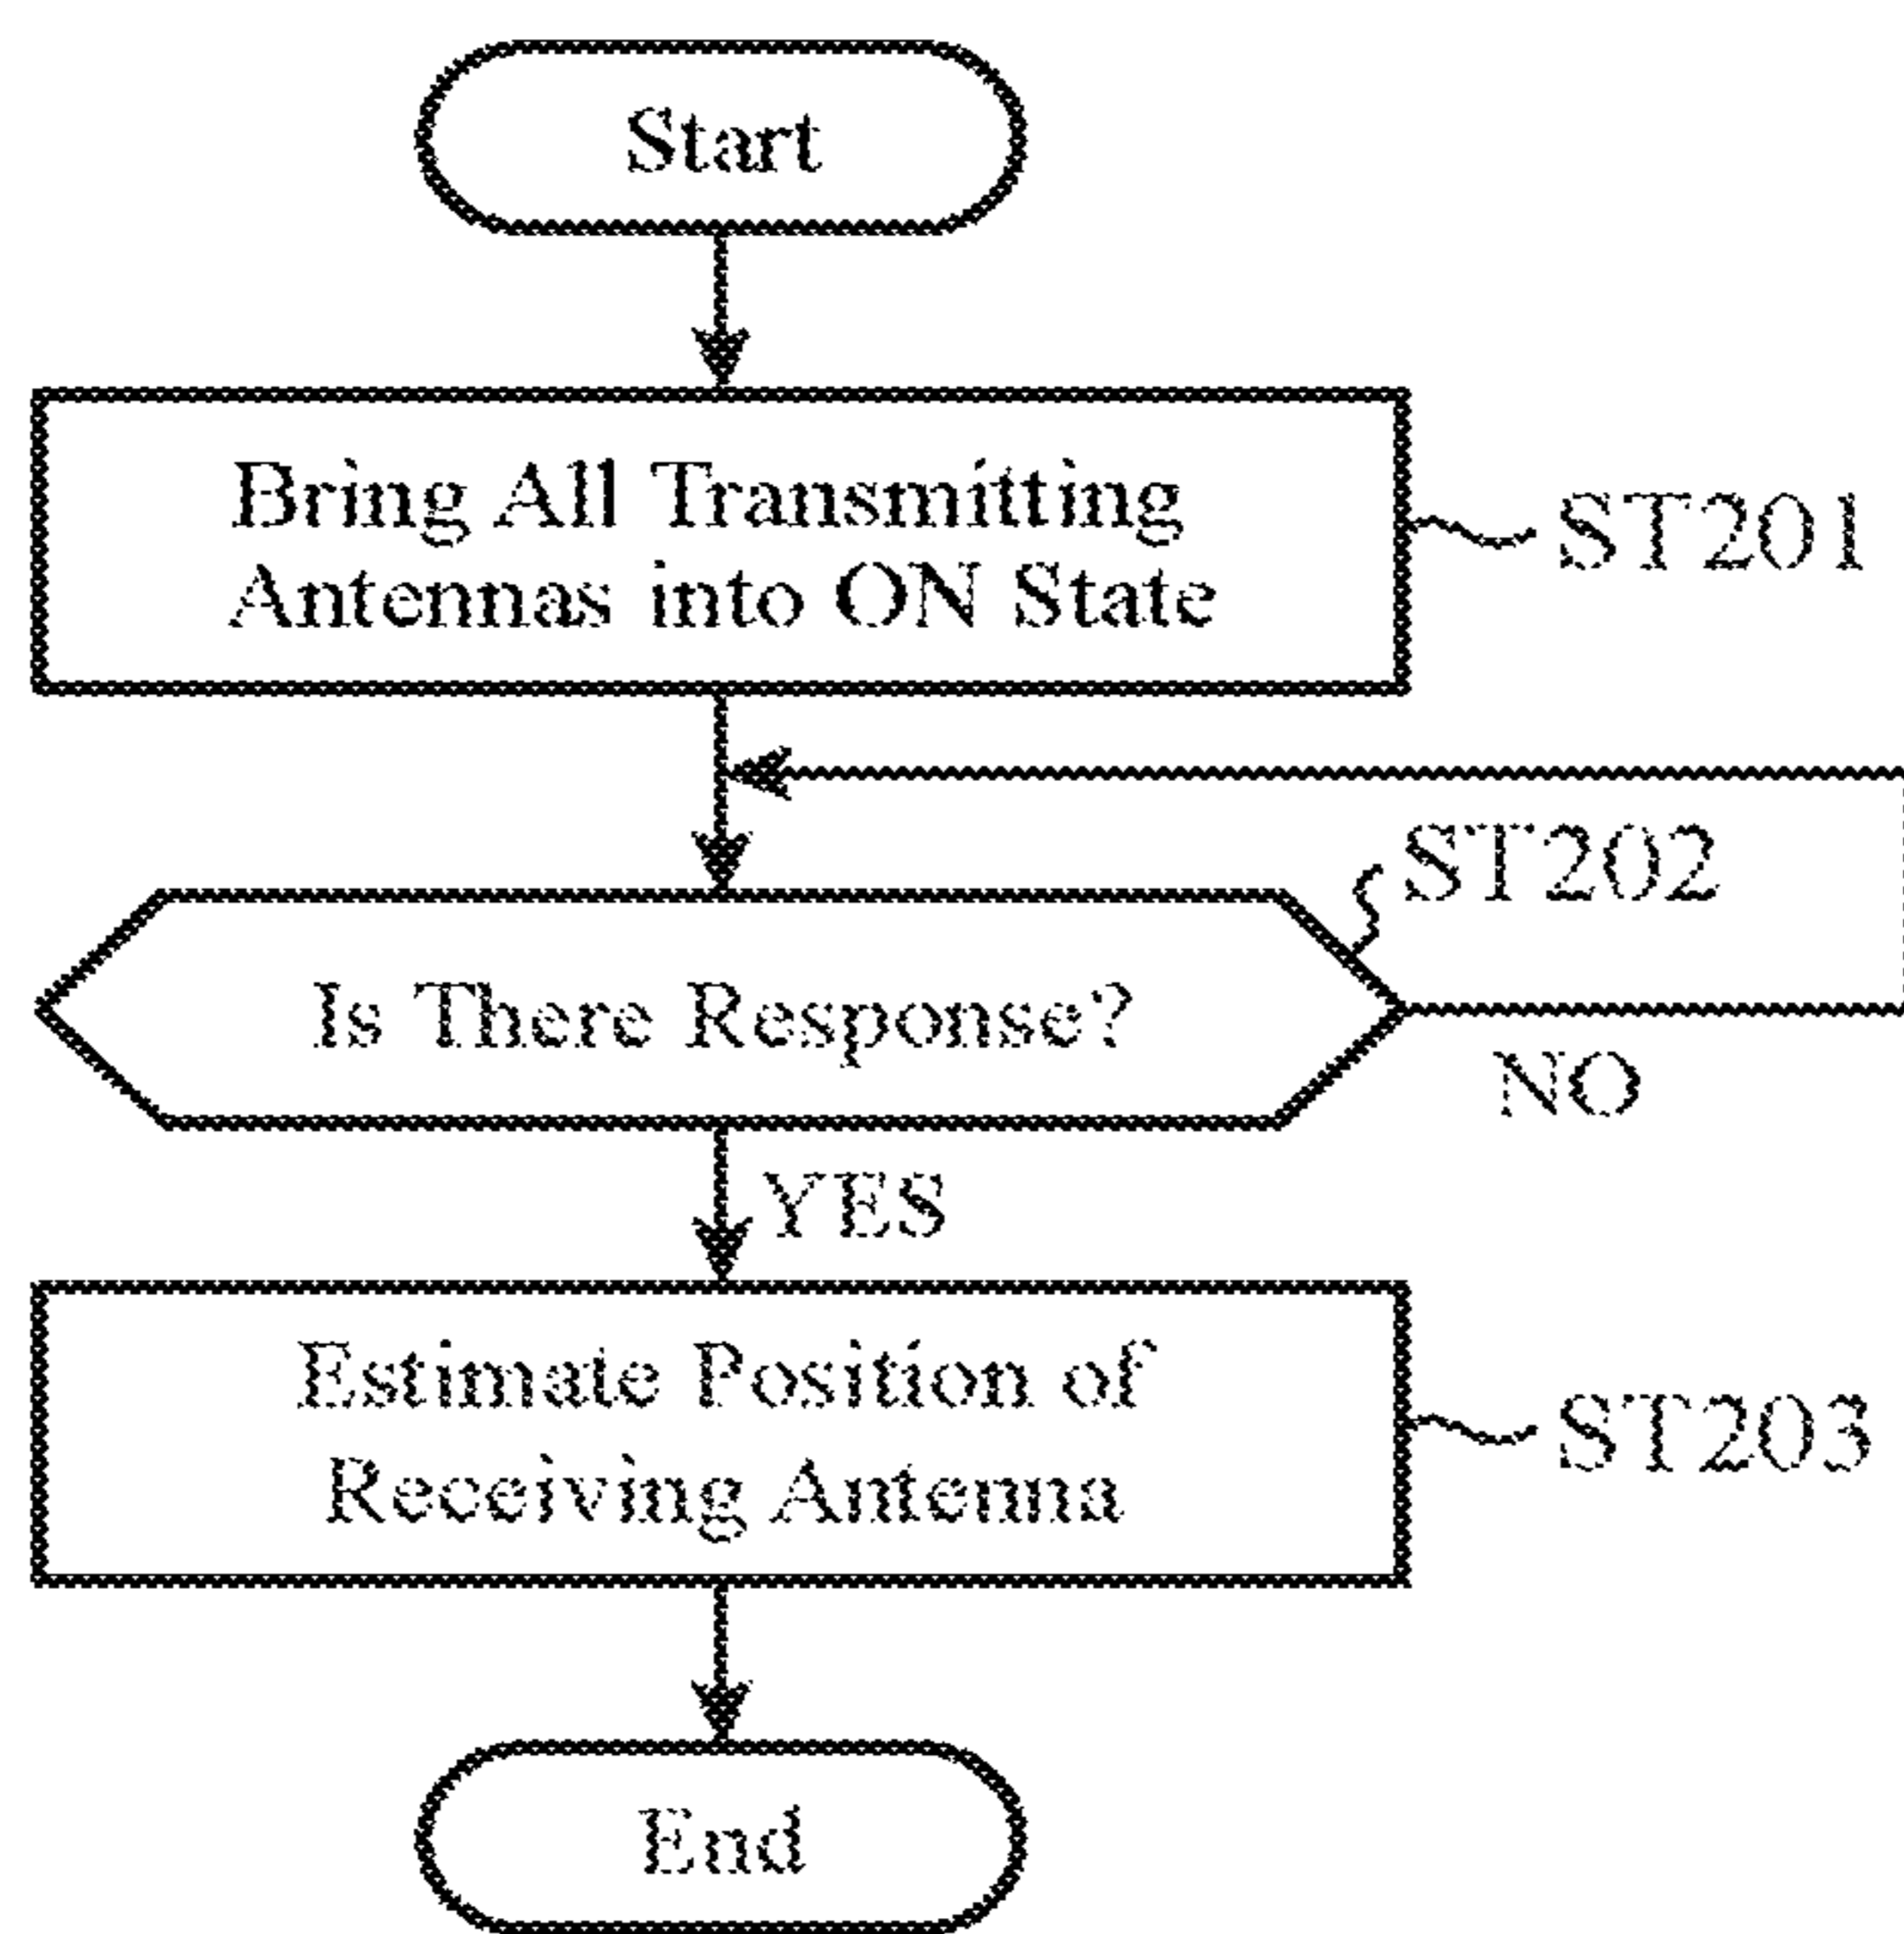 Start
Bring All Transmitting
Antennas into ON State
ST201
ST202
Is There Response?
NO
YES
Estimate Position of
Receiving Antenna
ST203
End